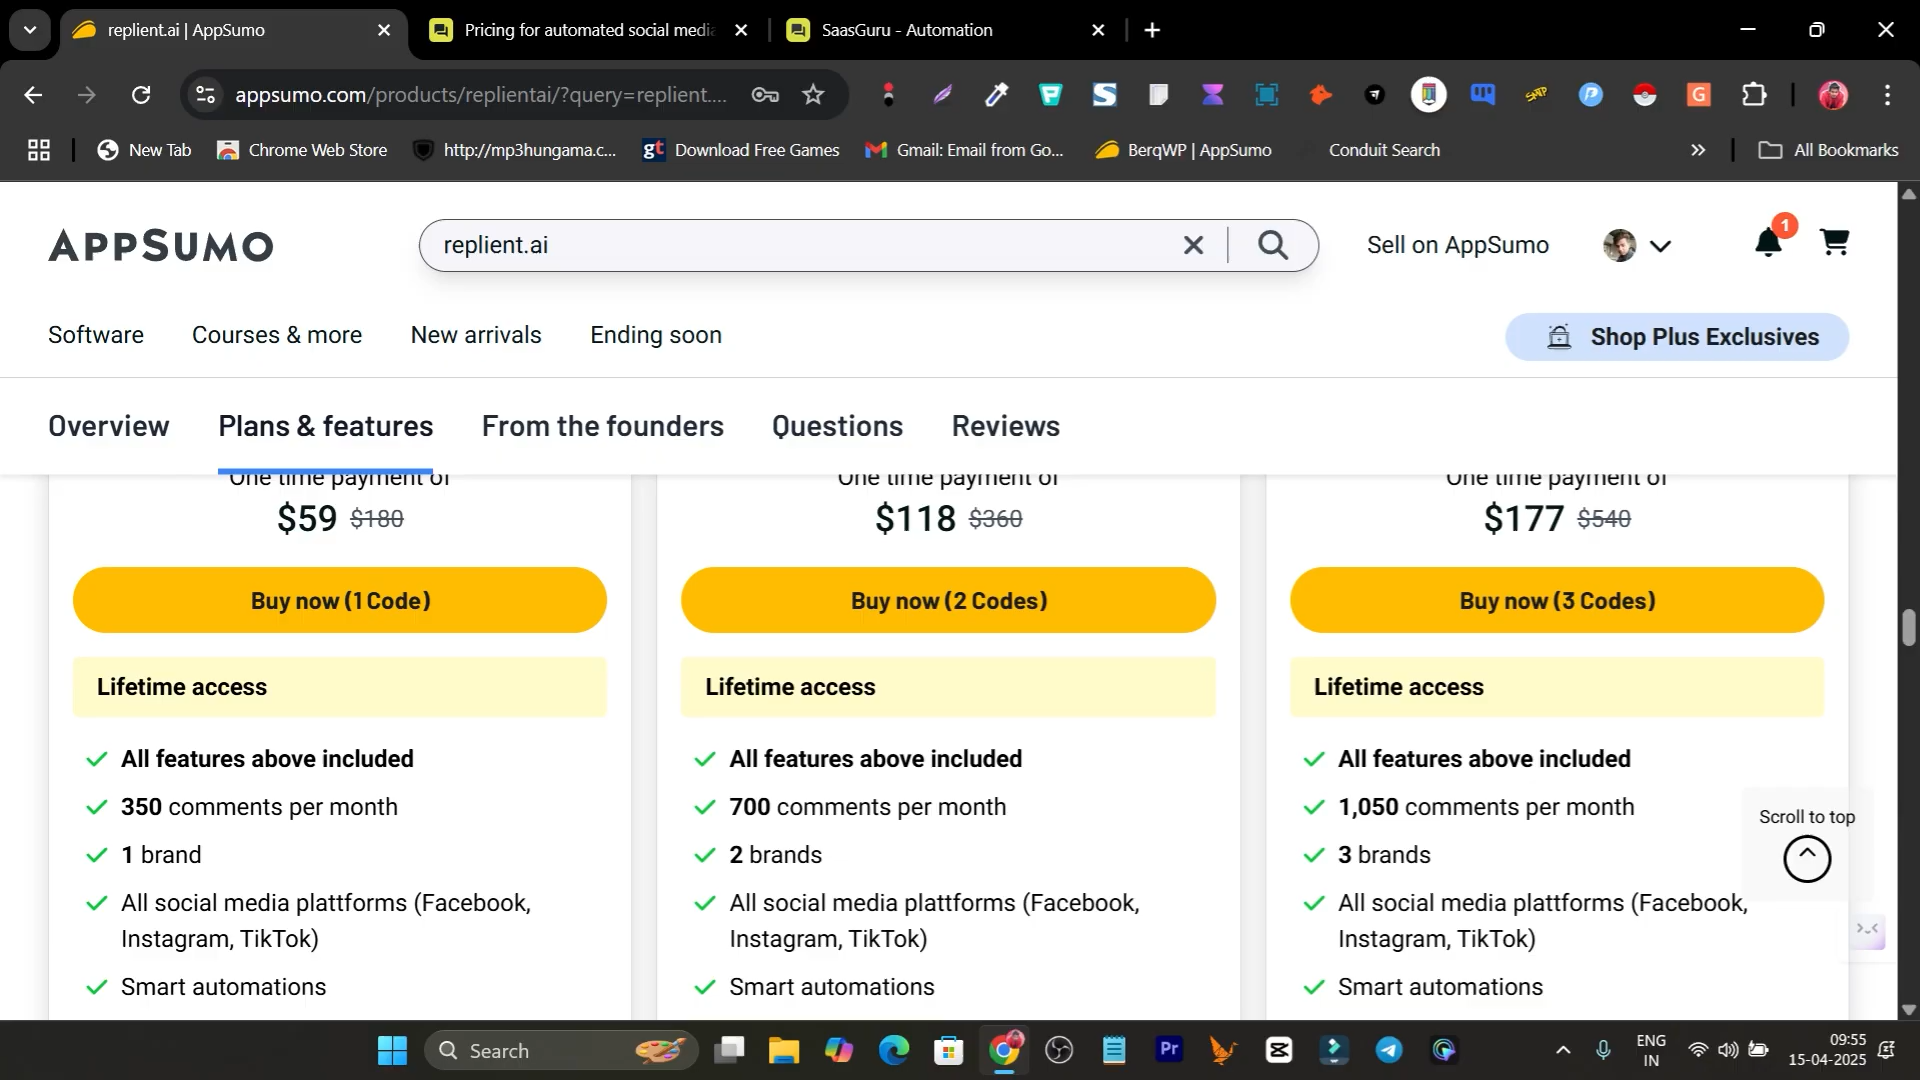 replient.ai | AppSumo
Pricing for automated social media
SaasGuru - Automation
appsumo.com/products/replientai/?query=replient....
New Tab
Chrome Web Store
http://mp3hungama.c...
Download Free Games
Gmail: Email from Go...
BerqWP | AppSumo
Conduit Search
All Bookmarks
APPSUMO
replient.ai
Sell on AppSumo
1
Software
Courses & more
New arrivals
Ending soon
Shop Plus Exclusives
Overview
Plans & features
From the founders
Questions
Reviews
One time payment of
$59 $180
Buy now (1 Code)
Lifetime access
All features above included
350 comments per month
1 brand
All social media plattforms (Facebook,
Instagram, TikTok)
Smart automations
One time payment of
$118 $360
Buy now (2 Codes)
Lifetime access
All features above included
700 comments per month
2 brands
All social media plattforms (Facebook,
Instagram, TikTok)
Smart automations
One time payment of
$177 $540
Buy now (3 Codes)
Lifetime access
All features above included
1,050 comments per month
3 brands
All social media plattforms (Facebook,
Instagram, TikTok)
Smart automations
Scroll to top
Search
ENG
IN
09:55
15-04-2025